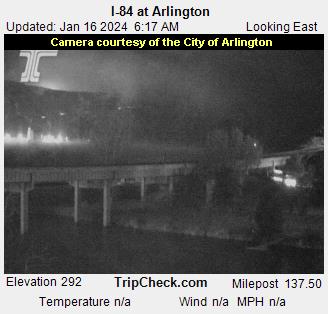 I-84 at Arlington
Updated: Jan 16 2024 6:17 AM Looking East
Camera courtesy of the City of Arlington
Elevation 292 TripCheck.com Milepost 137.50
Temperature n/a Wind n/a MPH n/a